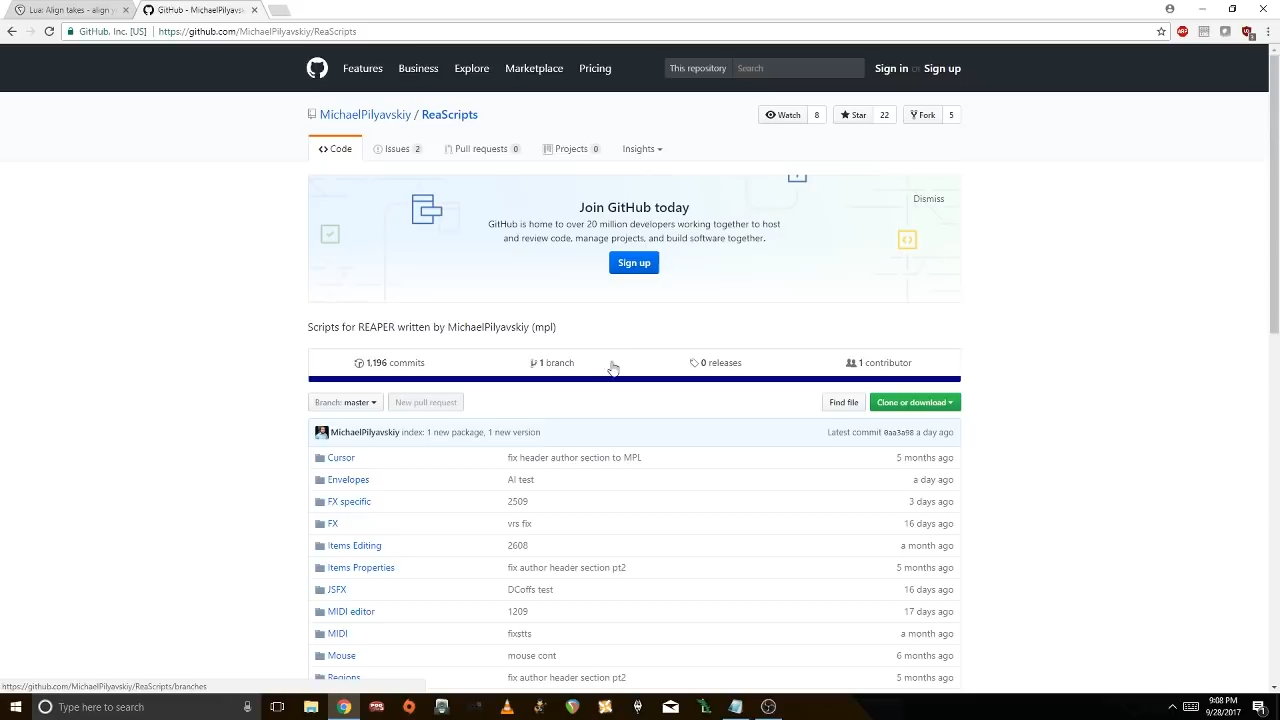 Lua: Align takes - align y
GitHub - MichaelPilyavsk
GitHub, Inc. [US] https://github.com/MichaelPilyavskiy/ReaScripts
Features Business Explore Marketplace Pricing This repository Search Sign in or Sign up
MichaelPilyavskiy / ReaScripts
Watch 8 Star 22 Fork 5
Code Issues 2 Pull requests 0 Projects 0 Insights
Join GitHub today
Dismiss
GitHub is home to over 20 million developers working together to host
and review code, manage projects, and build software together.
Sign up
Scripts for REAPER written by MichaelPilyavskiy (mpl)
1,196 commits 1 branch 0 releases 1 contributor
Branch: master New pull request Find file Clone or download
MichaelPilyavskiy index: 1 new package, 1 new version Latest commit 0aa3a98 a day ago
Cursor fix header author section to MPL 5 months ago
Envelopes AI test a day ago
FX specific 2509 3 days ago
FX vrs fix 16 days ago
Items Editing 2608 a month ago
Items Properties fix author header section pt2 5 months ago
JSFX DCoffs test 16 days ago
MIDI editor 1209 17 days ago
MIDI fixstts a month ago
Mouse mouse cont 6 months ago
Regions fix author header section pt2 5 months ago
https://github.com/MichaelPilyavskiy/ReaScripts/branches
Type here to search
9:08 PM
9/28/2017